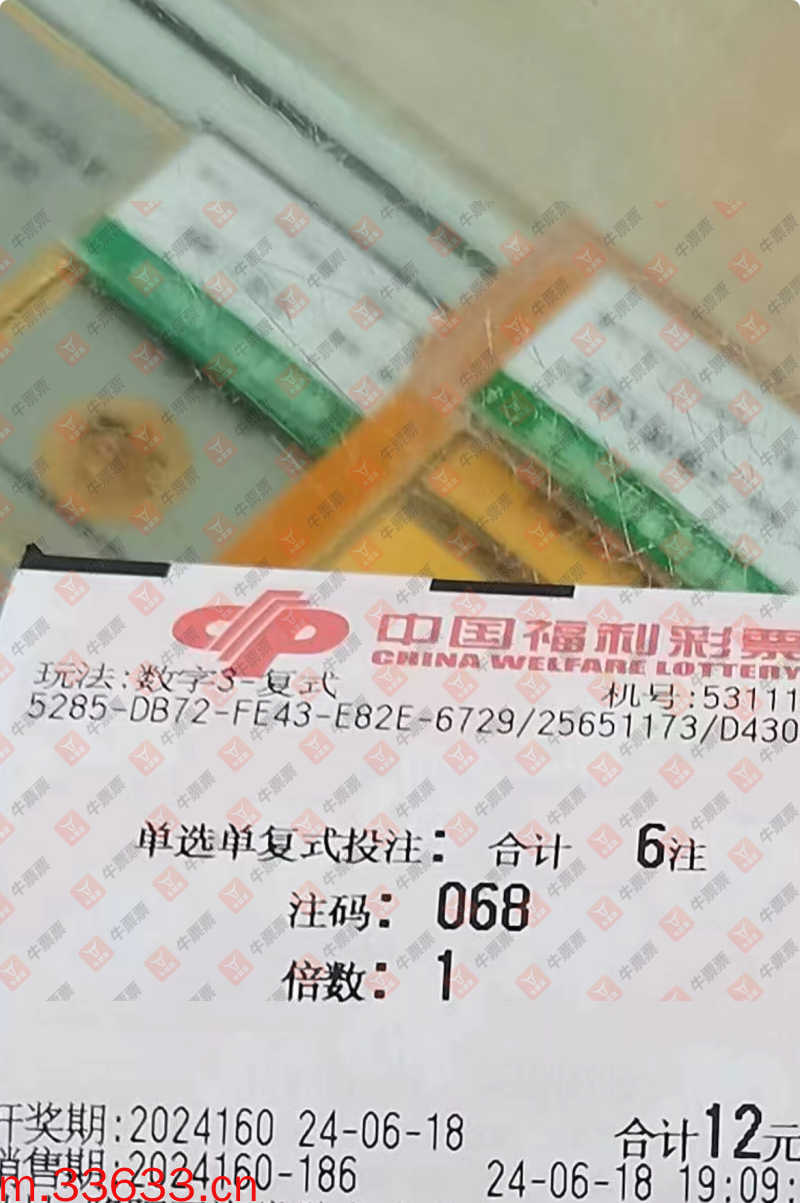 中国福利彩票
CHINA WELFARE LOTTERY
玩法:数字3-复式
机号:53111
5285-DB72-FE43-E82E-6729/25651173/D430
单选单复式投注: 合计 6注
注码: 068
倍数: 1
开奖期:2024160 24-06-18 合计12元
销售期:2024160-186 24-06-18 19:09:
m.33633.cn
牛票票